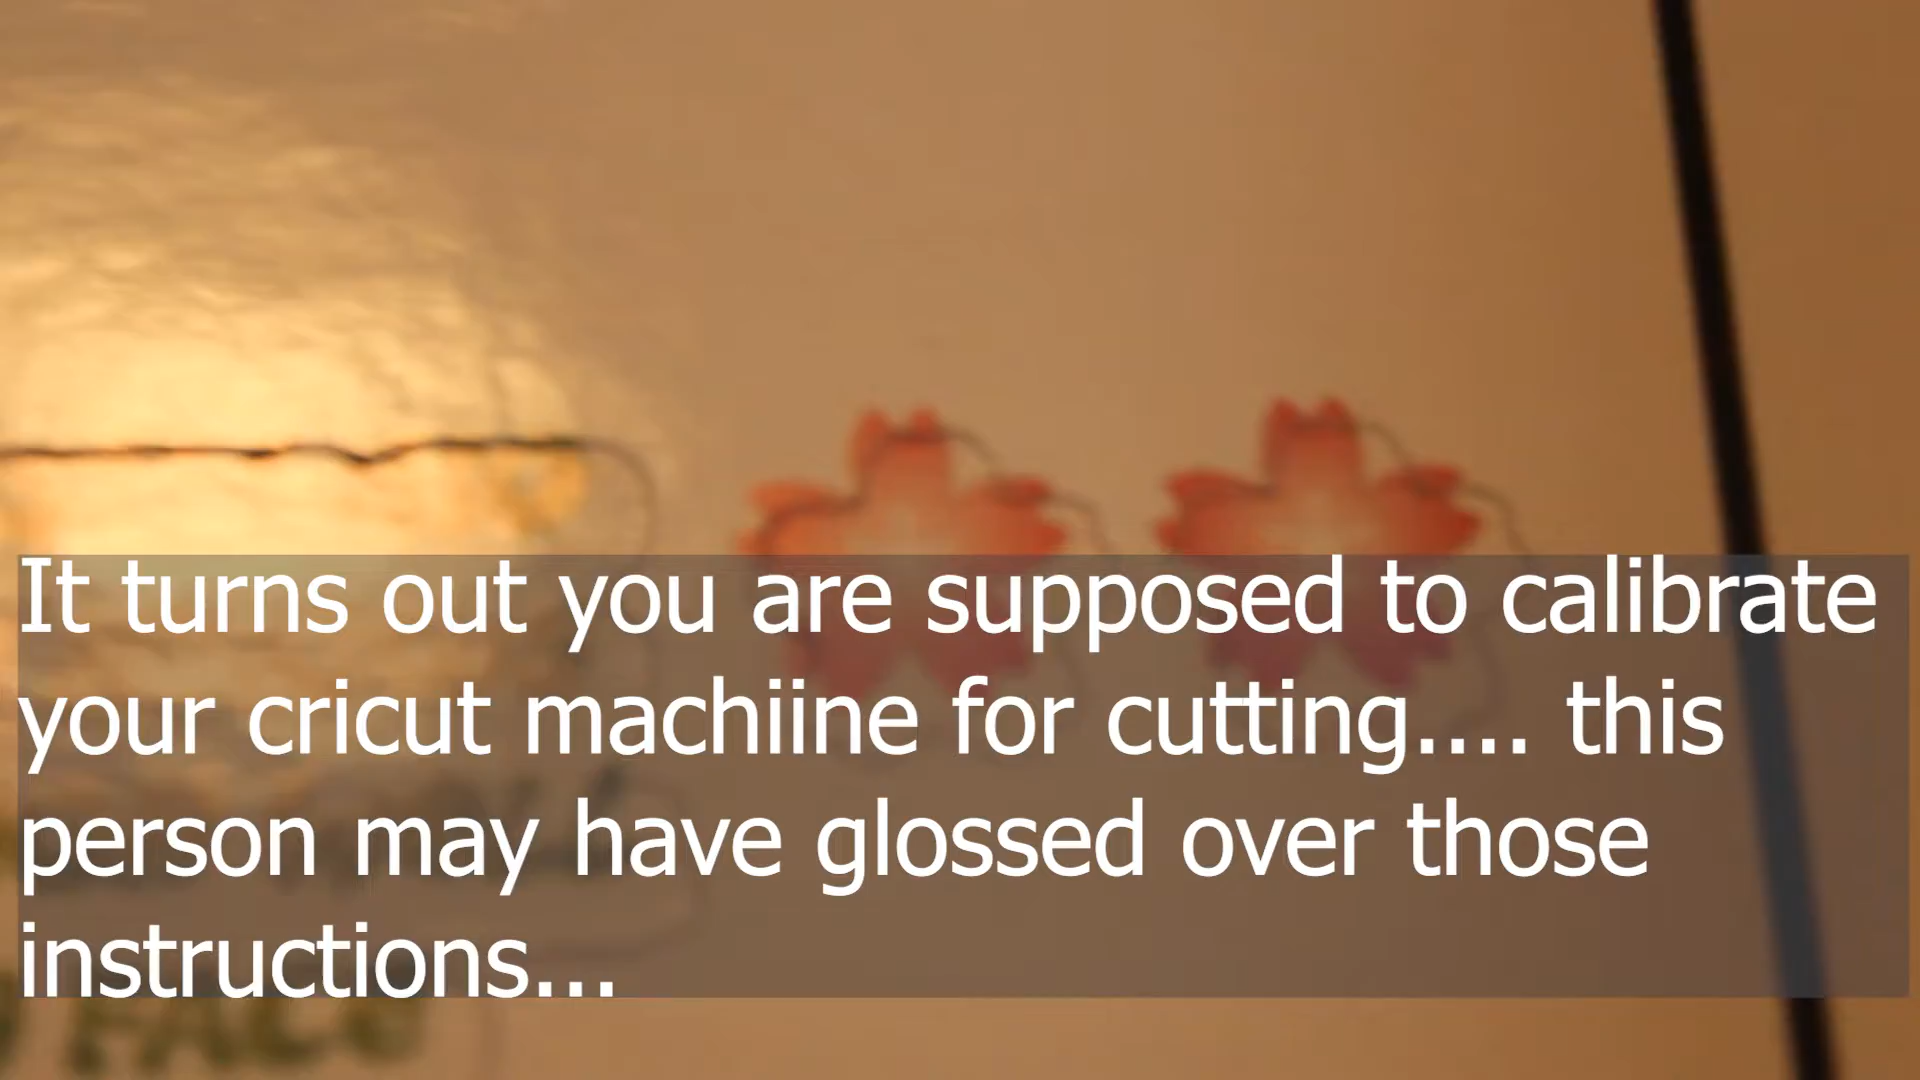 It turns out you are supposed to calibrate
your cricut machiine for cutting.... this
person may have glossed over those
instructions...